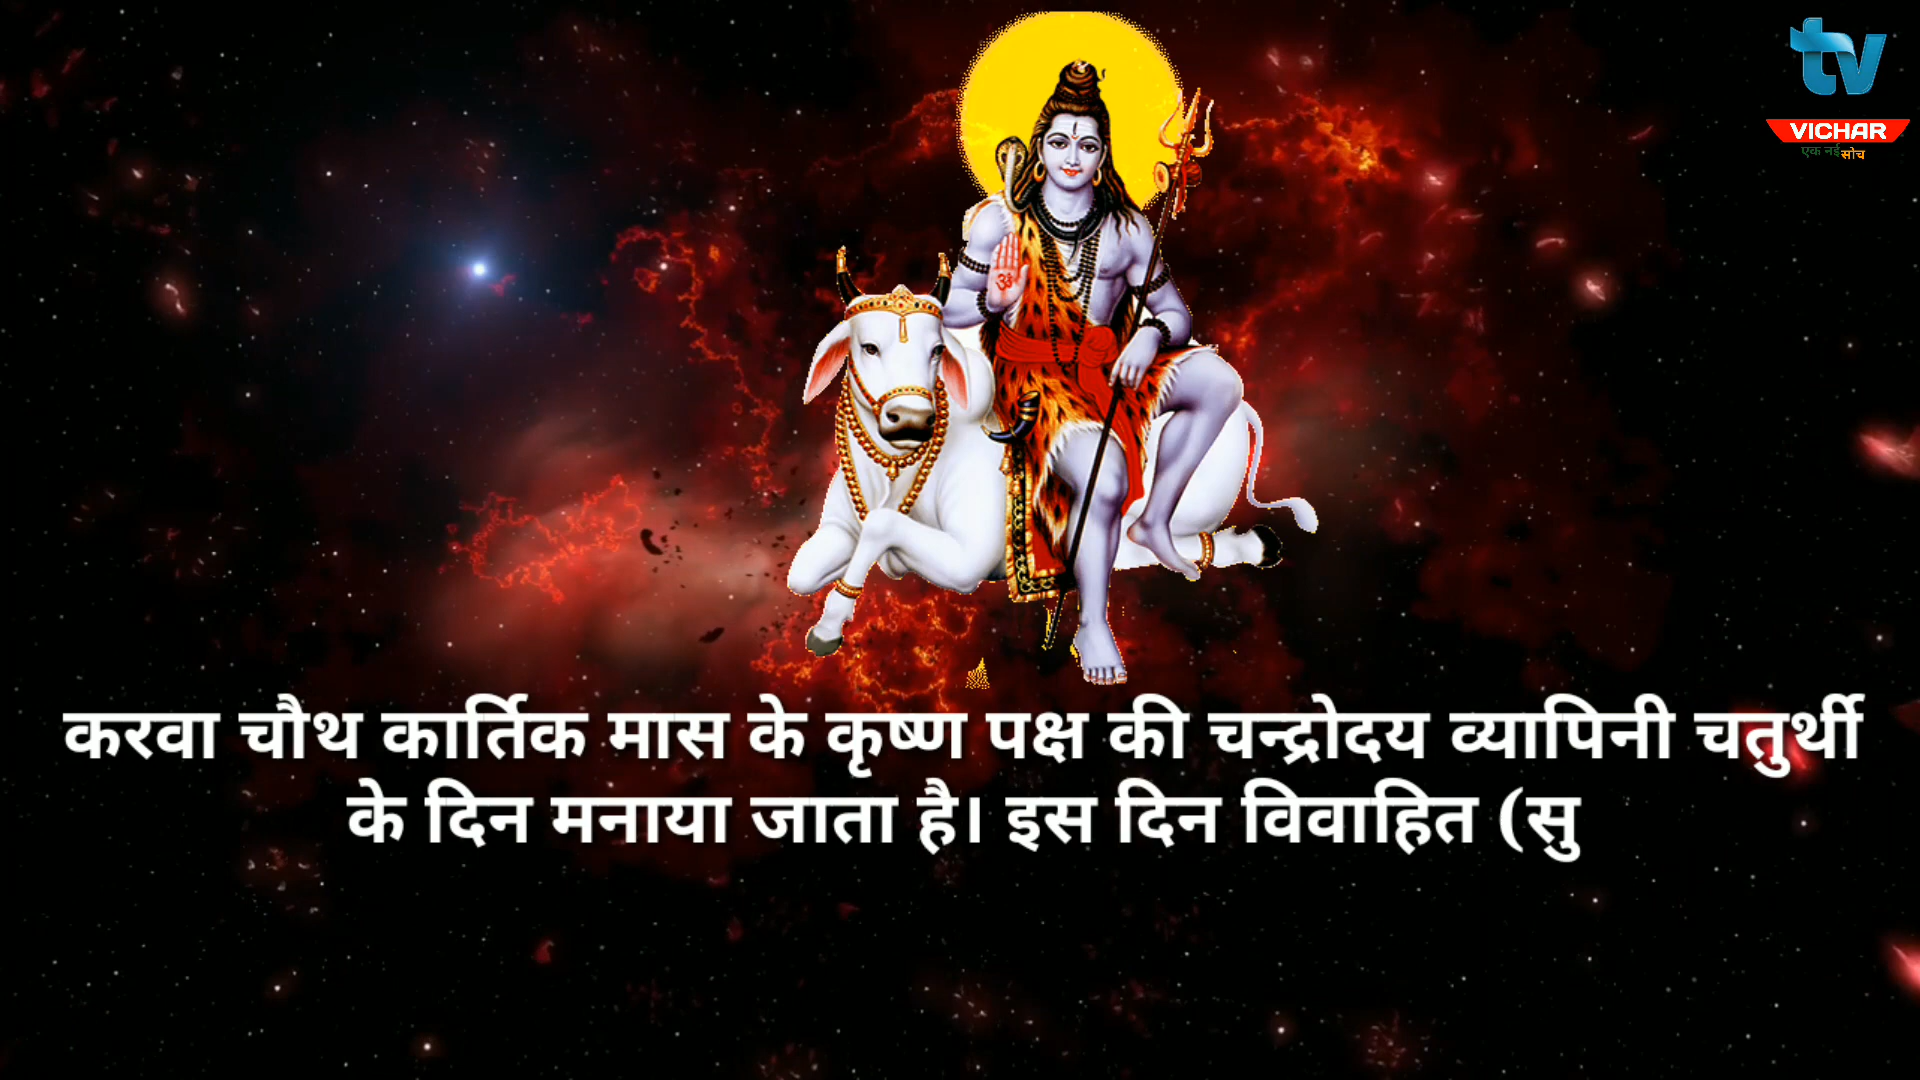 tv
VICHAR
एक नई सोच
ॐ
करवा चौथ कार्तिक मास के कृष्ण पक्ष की चन्द्रोदय व्यापिनी चतुर्थी
के दिन मनाया जाता है। इस दिन विवाहित (सु